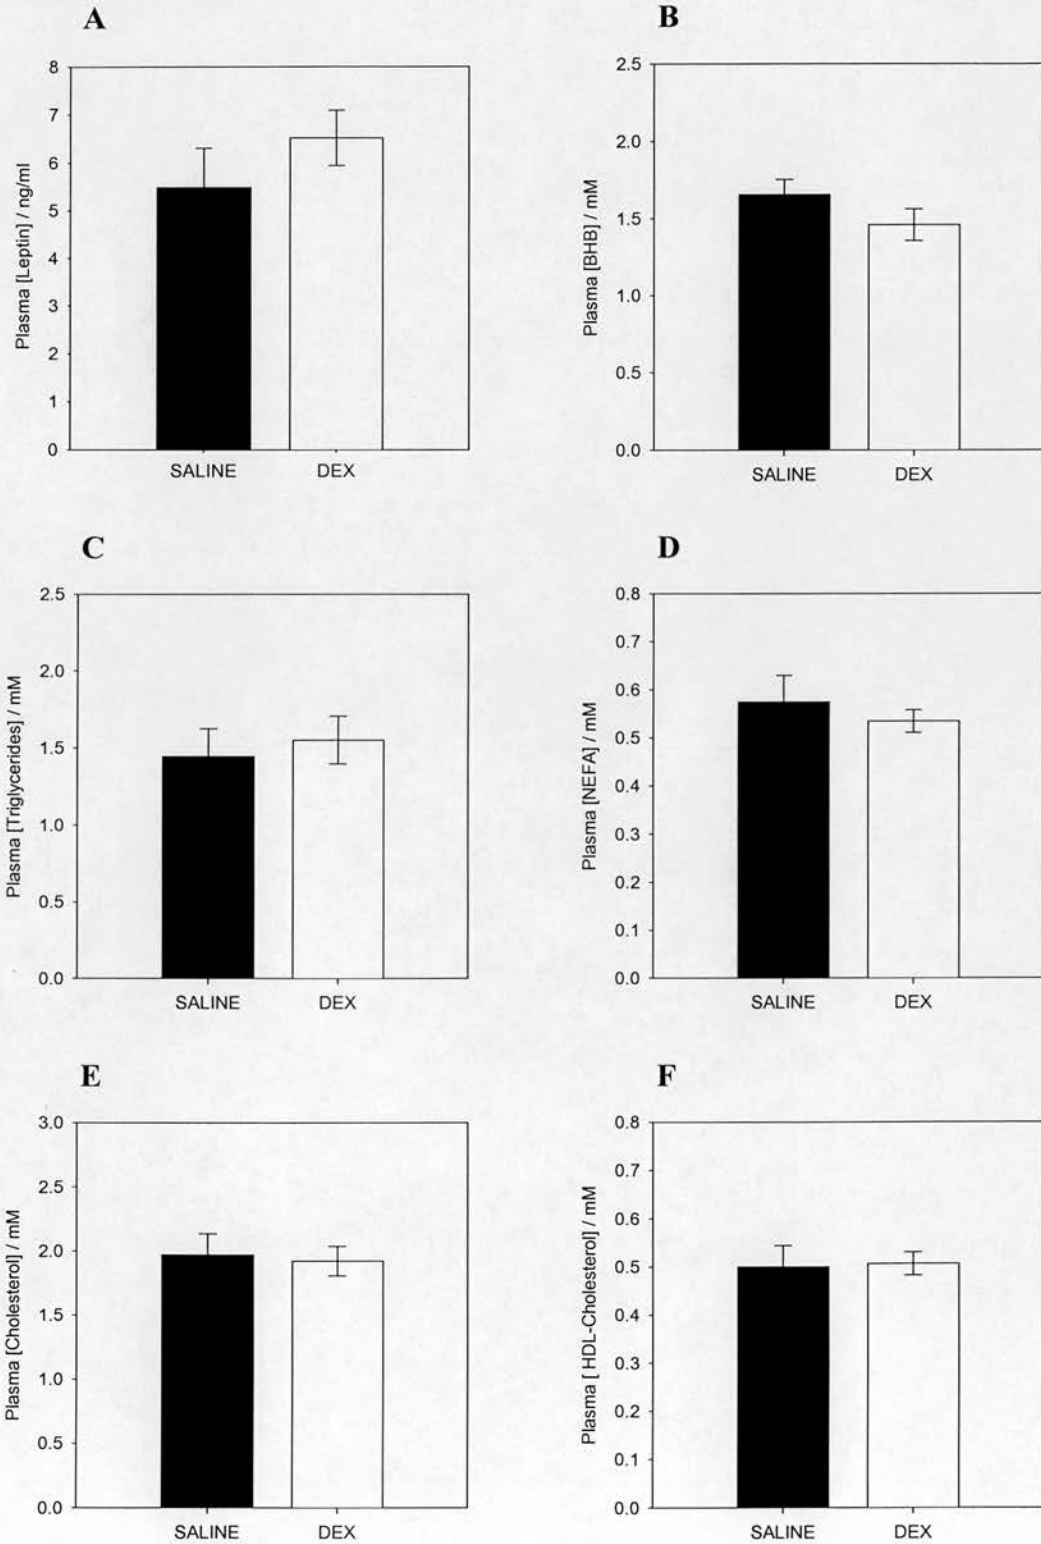 A
8
7
6
5
4
3
2
1
0
Plasma [Leptin] / ng/ml
SALINE DEX
B
2.5
2.0
1.5
1.0
0.5
0.0
Plasma [BHB] / mM
SALINE DEX
C
2.5
2.0
1.5
1.0
0.5
0.0
Plasma [Triglycerides] / mM
SALINE DEX
D
0.8
0.7
0.6
0.5
0.4
0.3
0.2
0.1
0.0
Plasma [NEFA] / mM
SALINE DEX
E
3.0
2.5
2.0
1.5
1.0
0.5
0.0
Plasma [Cholesterol] / mM
SALINE DEX
F
0.8
0.7
0.6
0.5
0.4
0.3
0.2
0.1
0.0
Plasma [ HDL-Cholesterol] / mM
SALINE DEX